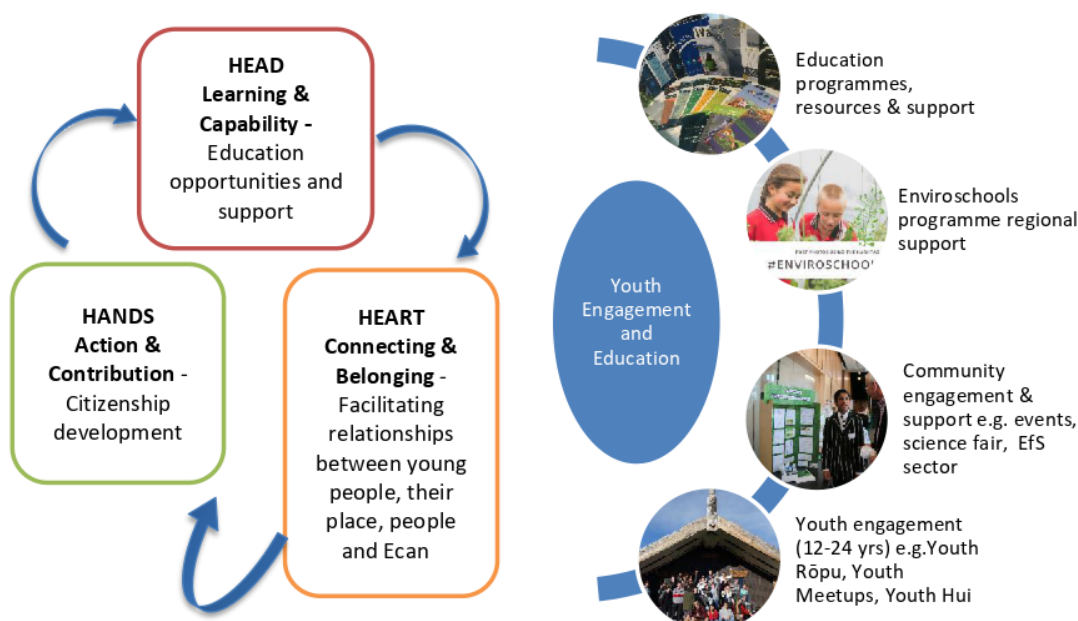 HEAD
Learning &
Capability -
Education
opportunities and
support
HANDS
Action &
Contribution -
Citizenship
development
HEART
Connecting &
Belonging -
Facilitating
relationships
between young
people, their
place, people
and Ecan
Youth
Engagement
and
Education
Education
programmes,
resources & support
#ENVIROSCHOO
Enviroschools
programme regional
support
Community
engagement &
support e.g. events,
science fair, EfS
sector
Youth engagement
(12-24 yrs) e.g.Youth
Rōpu, Youth
Meetups, Youth Hui